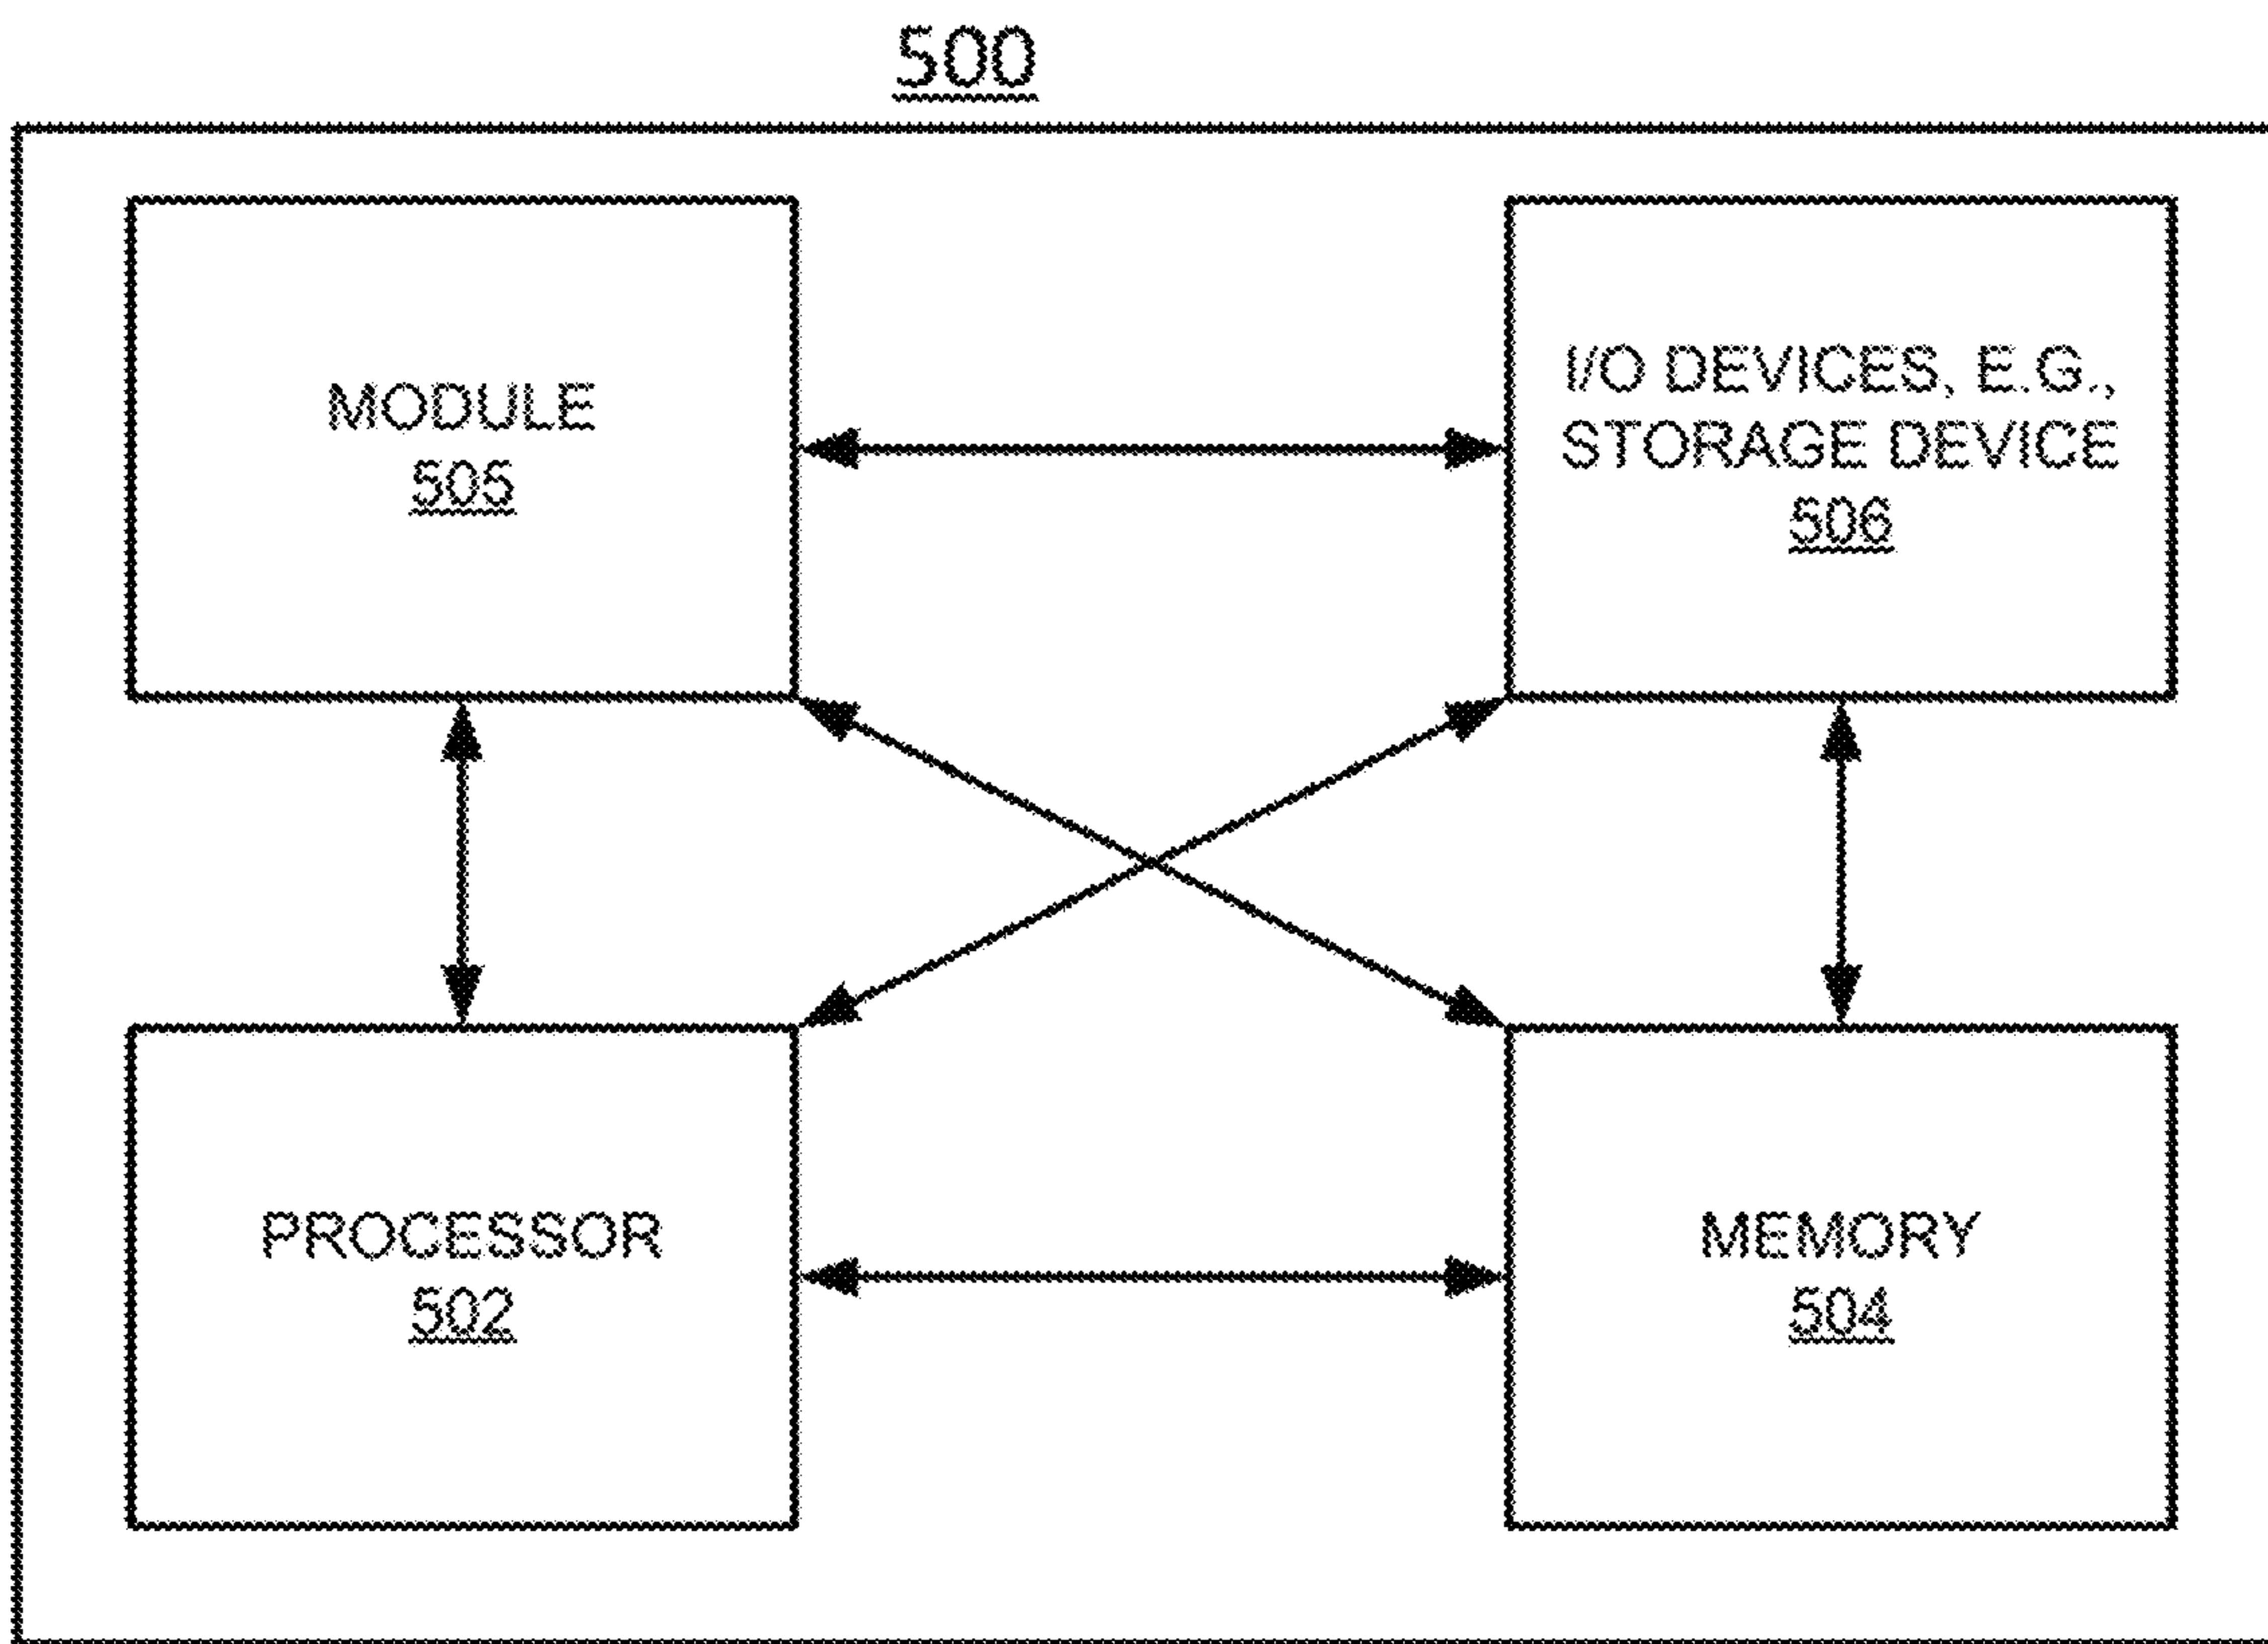 500
MODULE
505
I/O DEVICES, E.G.,
STORAGE DEVICE
506
PROCESSOR
502
MEMORY
504